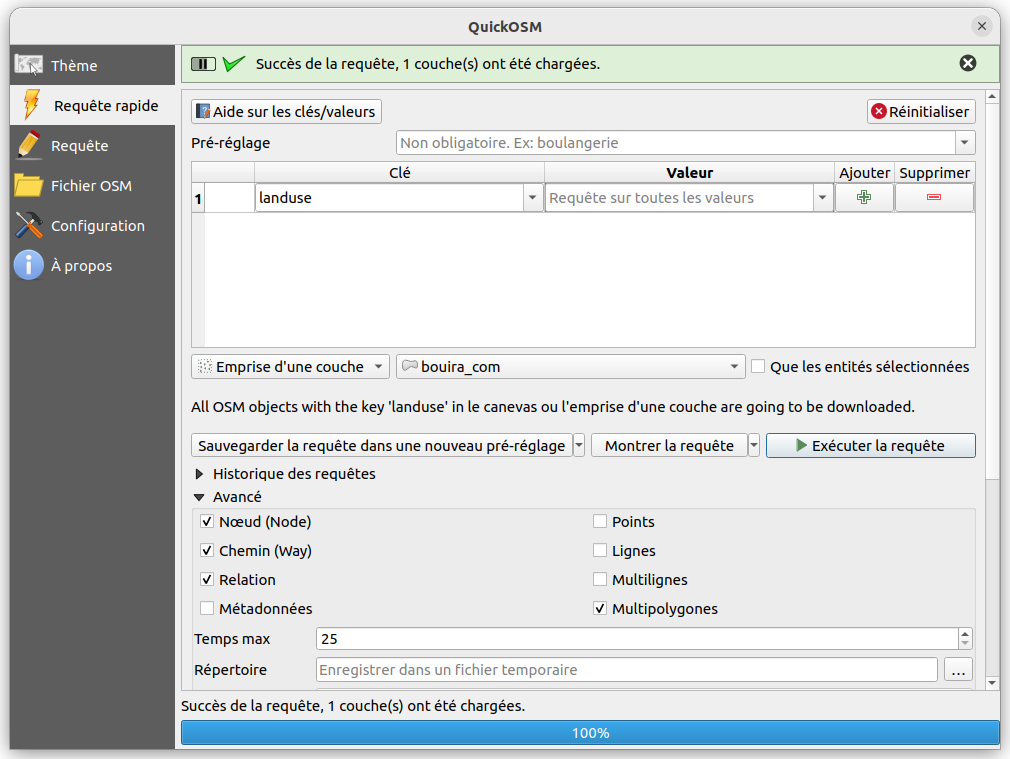 QuickOSM
Thème
Requête rapide
Requête
Fichier OSM
Configuration
À propos
Succès de la requête, 1 couche(s) ont été chargées.
Aide sur les clés/valeurs
Réinitialiser
Pré-réglage
Non obligatoire. Ex: boulangerie
Clé Valeur Ajouter Supprimer
1 landuse Requête sur toutes les valeurs
Emprise d'une couche bouira_com Que les entités sélectionnées
All OSM objects with the key 'landuse' in le canevas ou l'emprise d'une couche are going to be downloaded.
Sauvegarder la requête dans une nouveau pré-réglage Montrer la requête Exécuter la requête
Historique des requêtes
Avancé
Nœud (Node) Points
Chemin (Way) Lignes
Relation Multilignes
Métadonnées Multipolygones
Temps max 25
Répertoire Enregistrer dans un fichier temporaire ...
Succès de la requête, 1 couche(s) ont été chargées.
100%